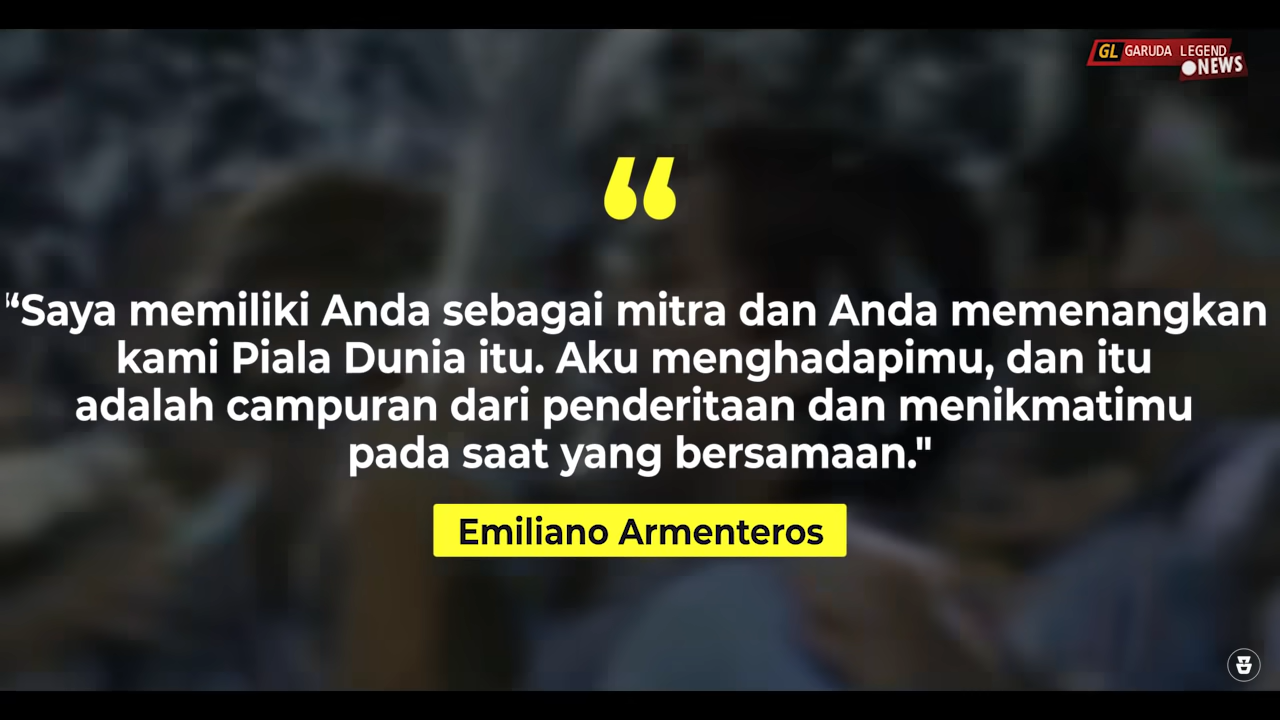 GL GARUDA LEGEND
NEWS
“
"“Saya memiliki Anda sebagai mitra dan Anda memenangkan
kami Piala Dunia itu. Aku menghadapimu, dan itu
adalah campuran dari penderitaan dan menikmatimu
pada saat yang bersamaan."
Emiliano Armenteros